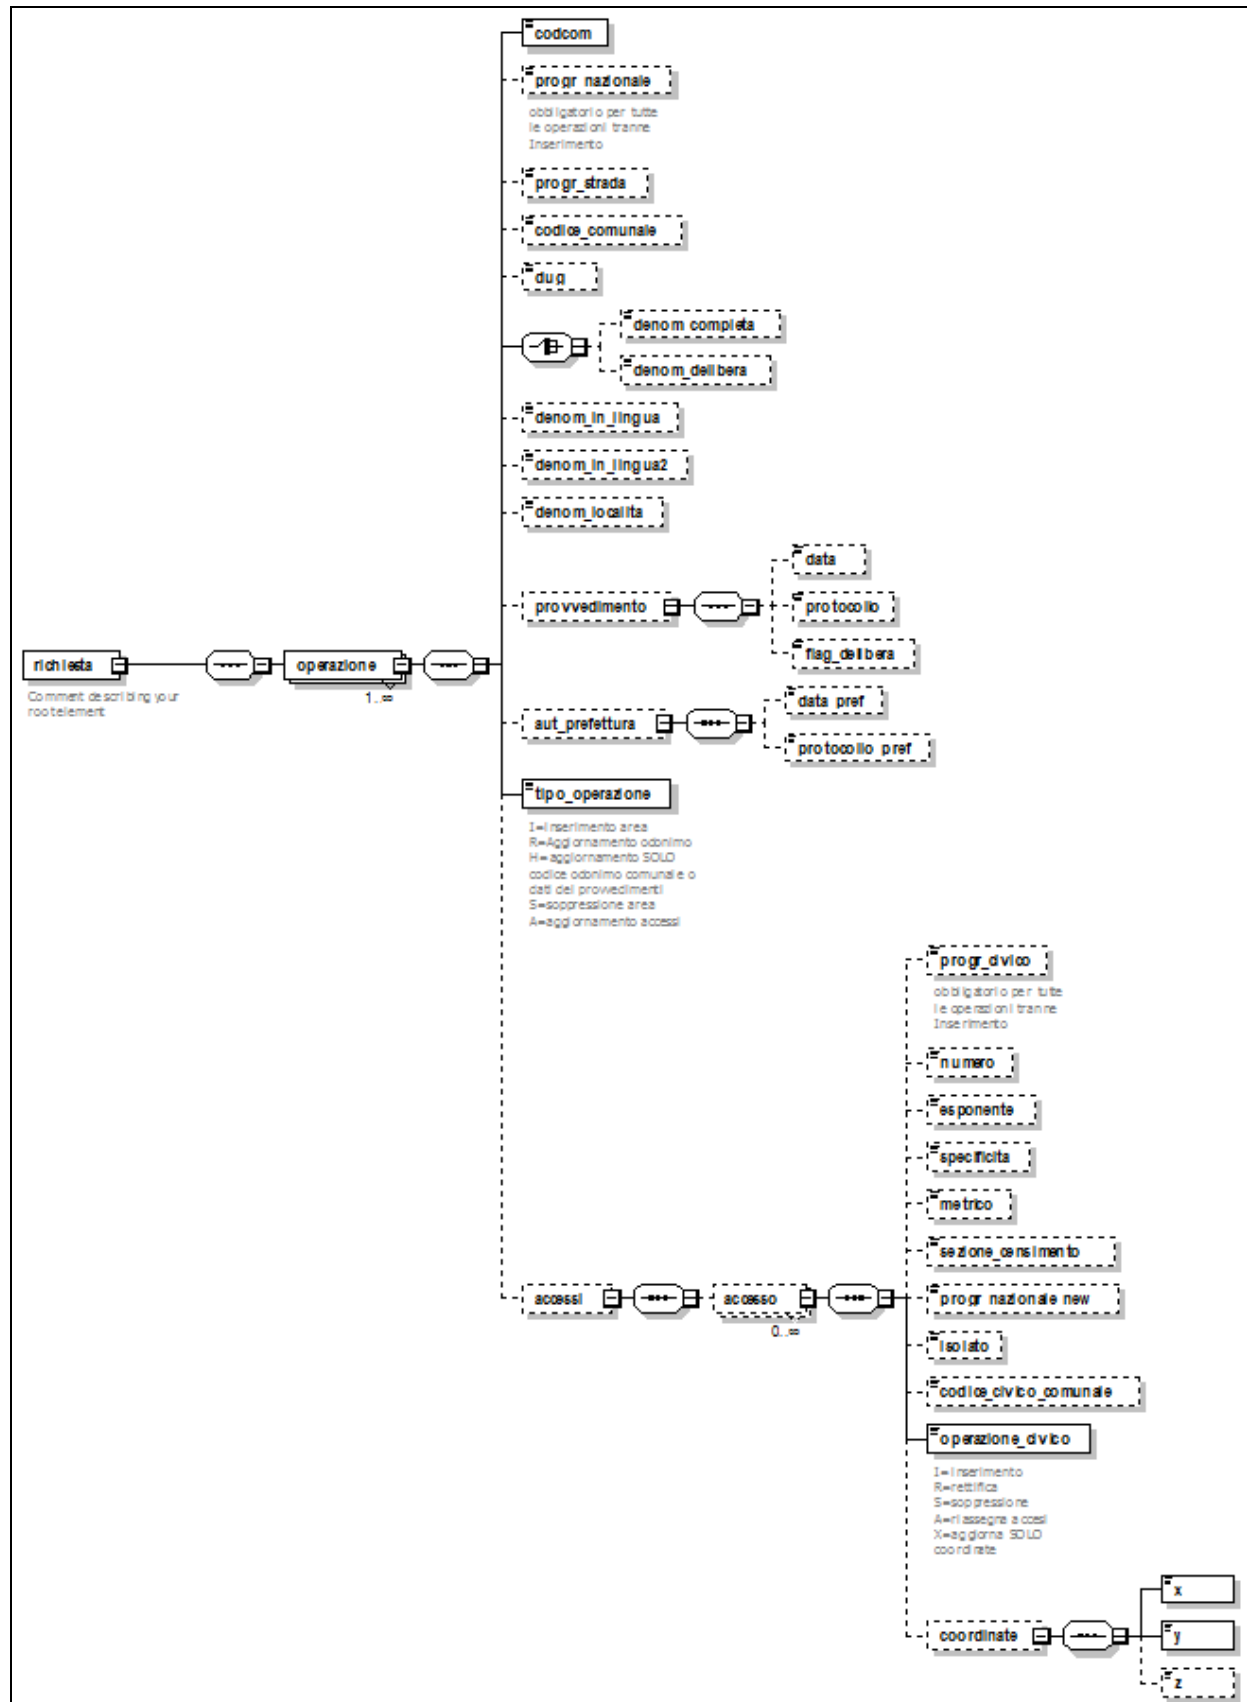 codcom
progr_nazionale
obbligatorio per tutte
le operazioni tranne
Inserimento
progr_strada
codice_comunale
dug
denom_completa
denom_delibera
denom_in_lingua
denom_in_lingua2
denom_localita
data
provvedimento
protocollo
flag_delibera
richiesta
operazione
Comment describing your
root element
1..∞
data_pref
aut_prefettura
protocollo_pref
tipo_operazione
I=inserimento area
R=Aggiornamento odonimo
H=aggiornamento SOLO
codice odonimo comunale o
dati dei provvedimenti
S=soppressione area
A=aggiornamento accessi
progr_civico
obbligatorio per tutte
le operazioni tranne
Inserimento
numero
esponente
specificita
metrico
sezione_censimento
accessi
accesso
progr_nazionale_new
0..∞
isolato
codice_civico_comunale
operazione_civico
I=inserimento
R=rettifica
S=soppressione
A=riassegna accesi
X=aggiorna SOLO
coordinate
x
coordinate
y
z